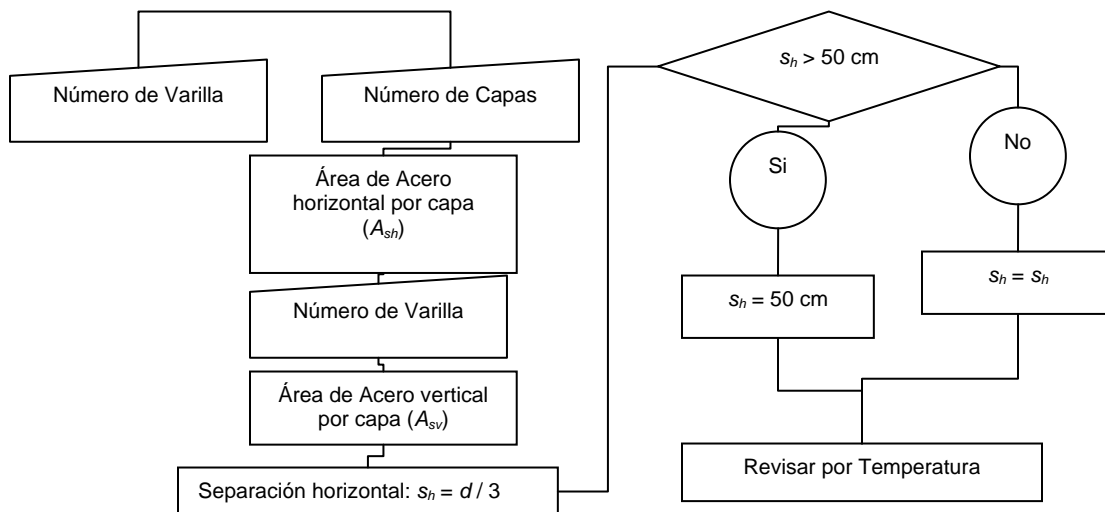 Número de Varilla
Número de Capas
Área de Acero
horizontal por capa
(Ash)
Número de Varilla
Área de Acero vertical
por capa (Asv)
Separación horizontal: sh = d / 3
sh > 50 cm
Si
No
sh = 50 cm
sh = sh
Revisar por Temperatura